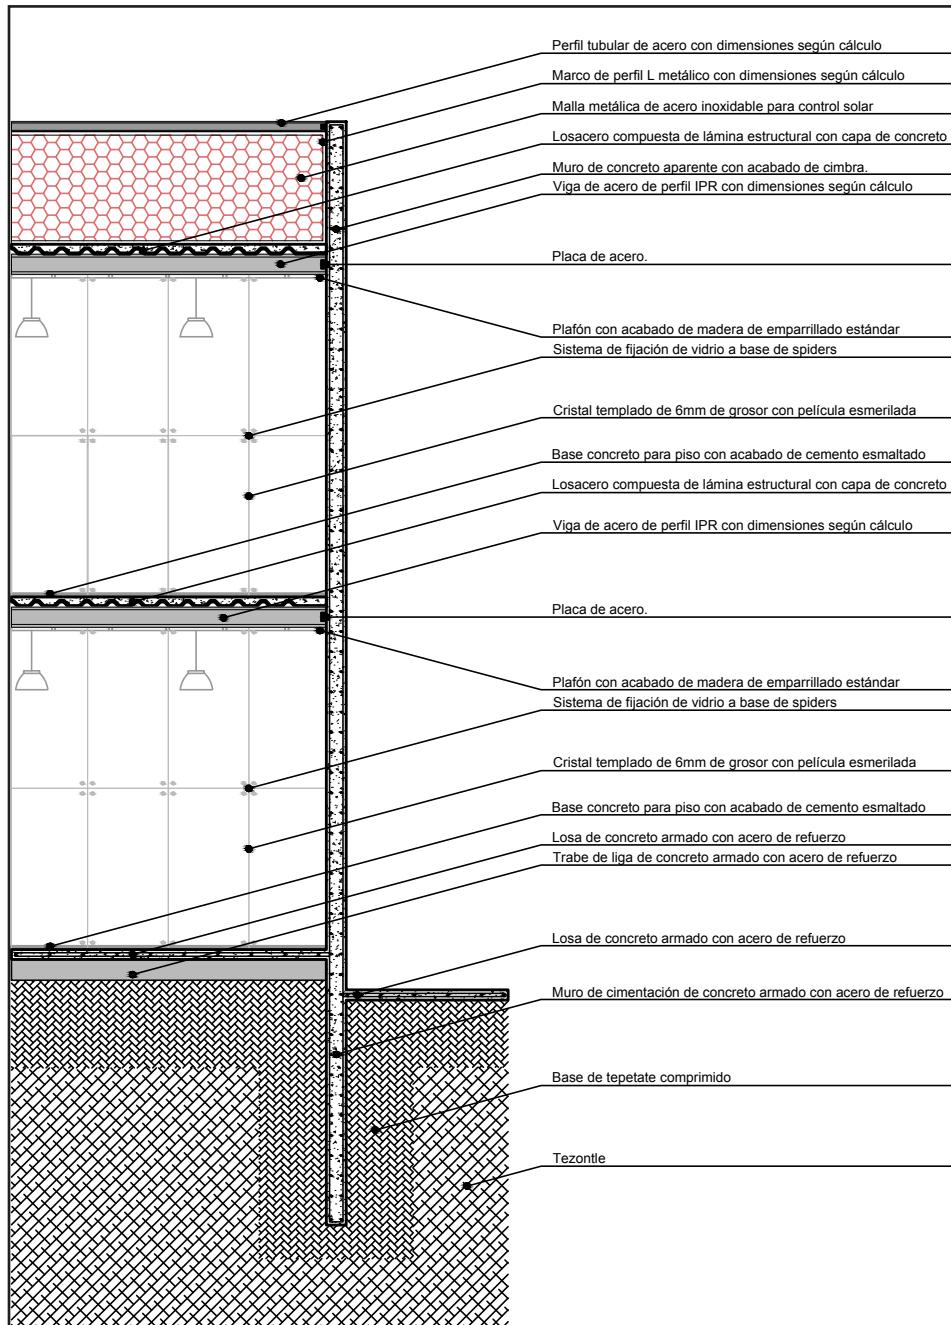 Perfil tubular de acero con dimensiones según cálculo
Marco de perfil L metálico con dimensiones según cálculo
Malla metálica de acero inoxidable para control solar
Losacero compuesta de lámina estructural con capa de concreto
Muro de concreto aparente con acabado de cimbra.
Viga de acero de perfil IPR con dimensiones según cálculo
Placa de acero.
Plafón con acabado de madera de emparrillado estándar
Sistema de fijación de vidrio a base de spiders
Cristal templado de 6mm de grosor con película esmerilada
Base concreto para piso con acabado de cemento esmaltado
Losacero compuesta de lámina estructural con capa de concreto
Viga de acero de perfil IPR con dimensiones según cálculo
Placa de acero.
Plafón con acabado de madera de emparrillado estándar
Sistema de fijación de vidrio a base de spiders
Cristal templado de 6mm de grosor con película esmerilada
Base concreto para piso con acabado de cemento esmaltado
Losa de concreto armado con acero de refuerzo
Trabe de liga de concreto armado con acero de refuerzo
Losa de concreto armado con acero de refuerzo
Muro de cimentación de concreto armado con acero de refuerzo
Base de tepetate comprimido
Tezontle